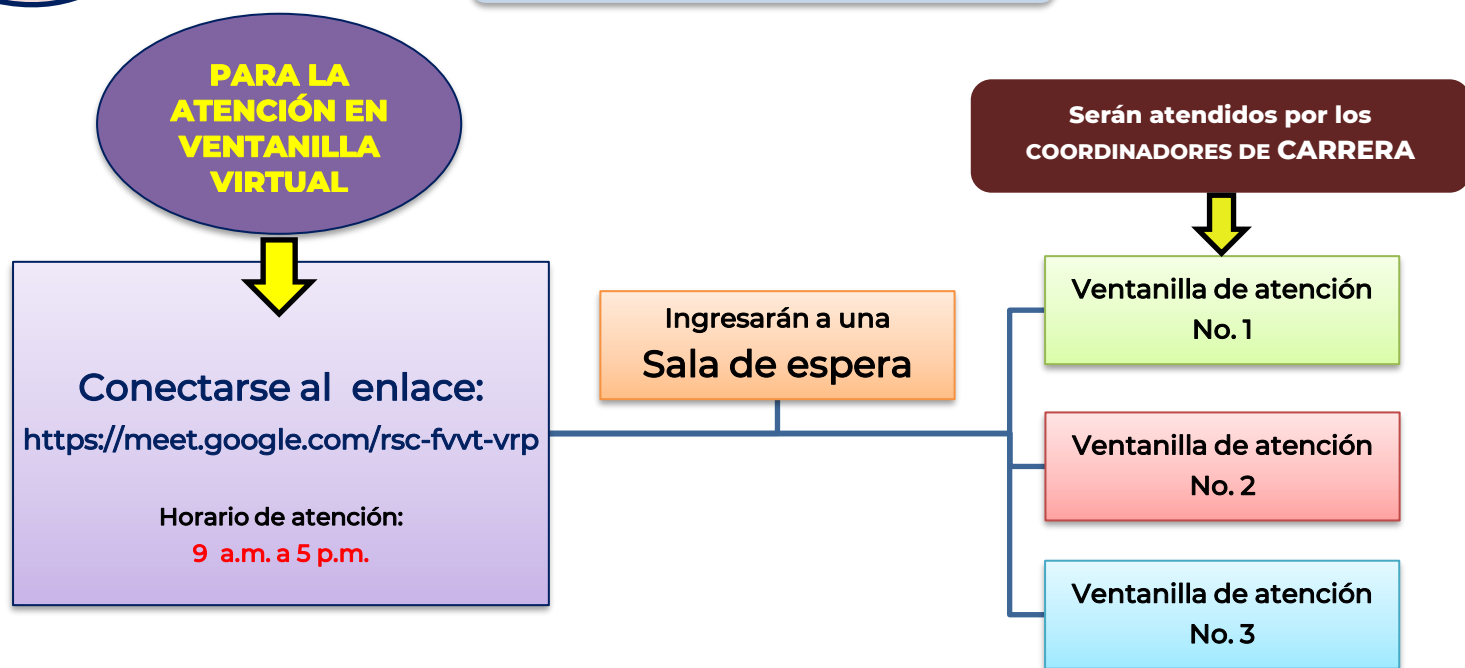 PARA LA
ATENCIÓN EN
VENTANILLA
VIRTUAL
Conectarse al enlace:
https://meet.google.com/rsc-fvvt-vrp
Horario de atención:
9 a.m. a 5 p.m.
Ingresarán a una
Sala de espera
Serán atendidos por los
COORDINADORES DE CARRERA
Ventanilla de atención
No. 1
Ventanilla de atención
No. 2
Ventanilla de atención
No. 3